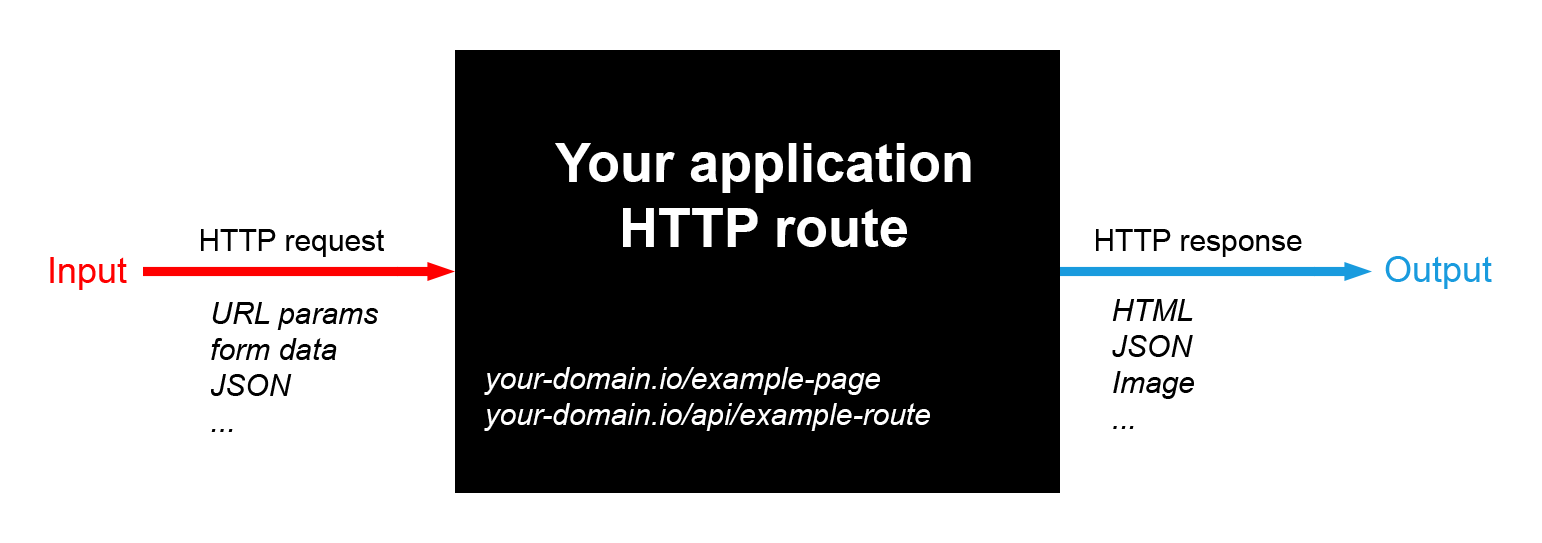 Input
HTTP request
URL params
form data
JSON
...
Your application
HTTP route
your-domain.io/example-page
your-domain.io/api/example-route
HTTP response
HTML
JSON
Image
...
Output